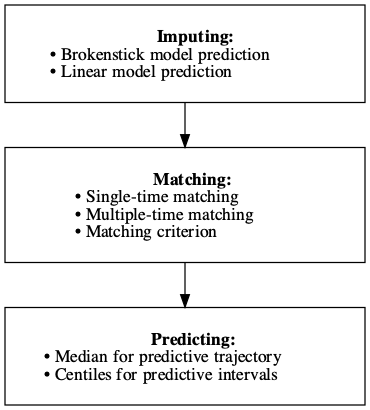 Imputing:
• Brokenstick model prediction
• Linear model prediction
Matching:
• Single-time matching
• Multiple-time matching
• Matching criterion
Predicting:
• Median for predictive trajectory
• Centiles for predictive intervals